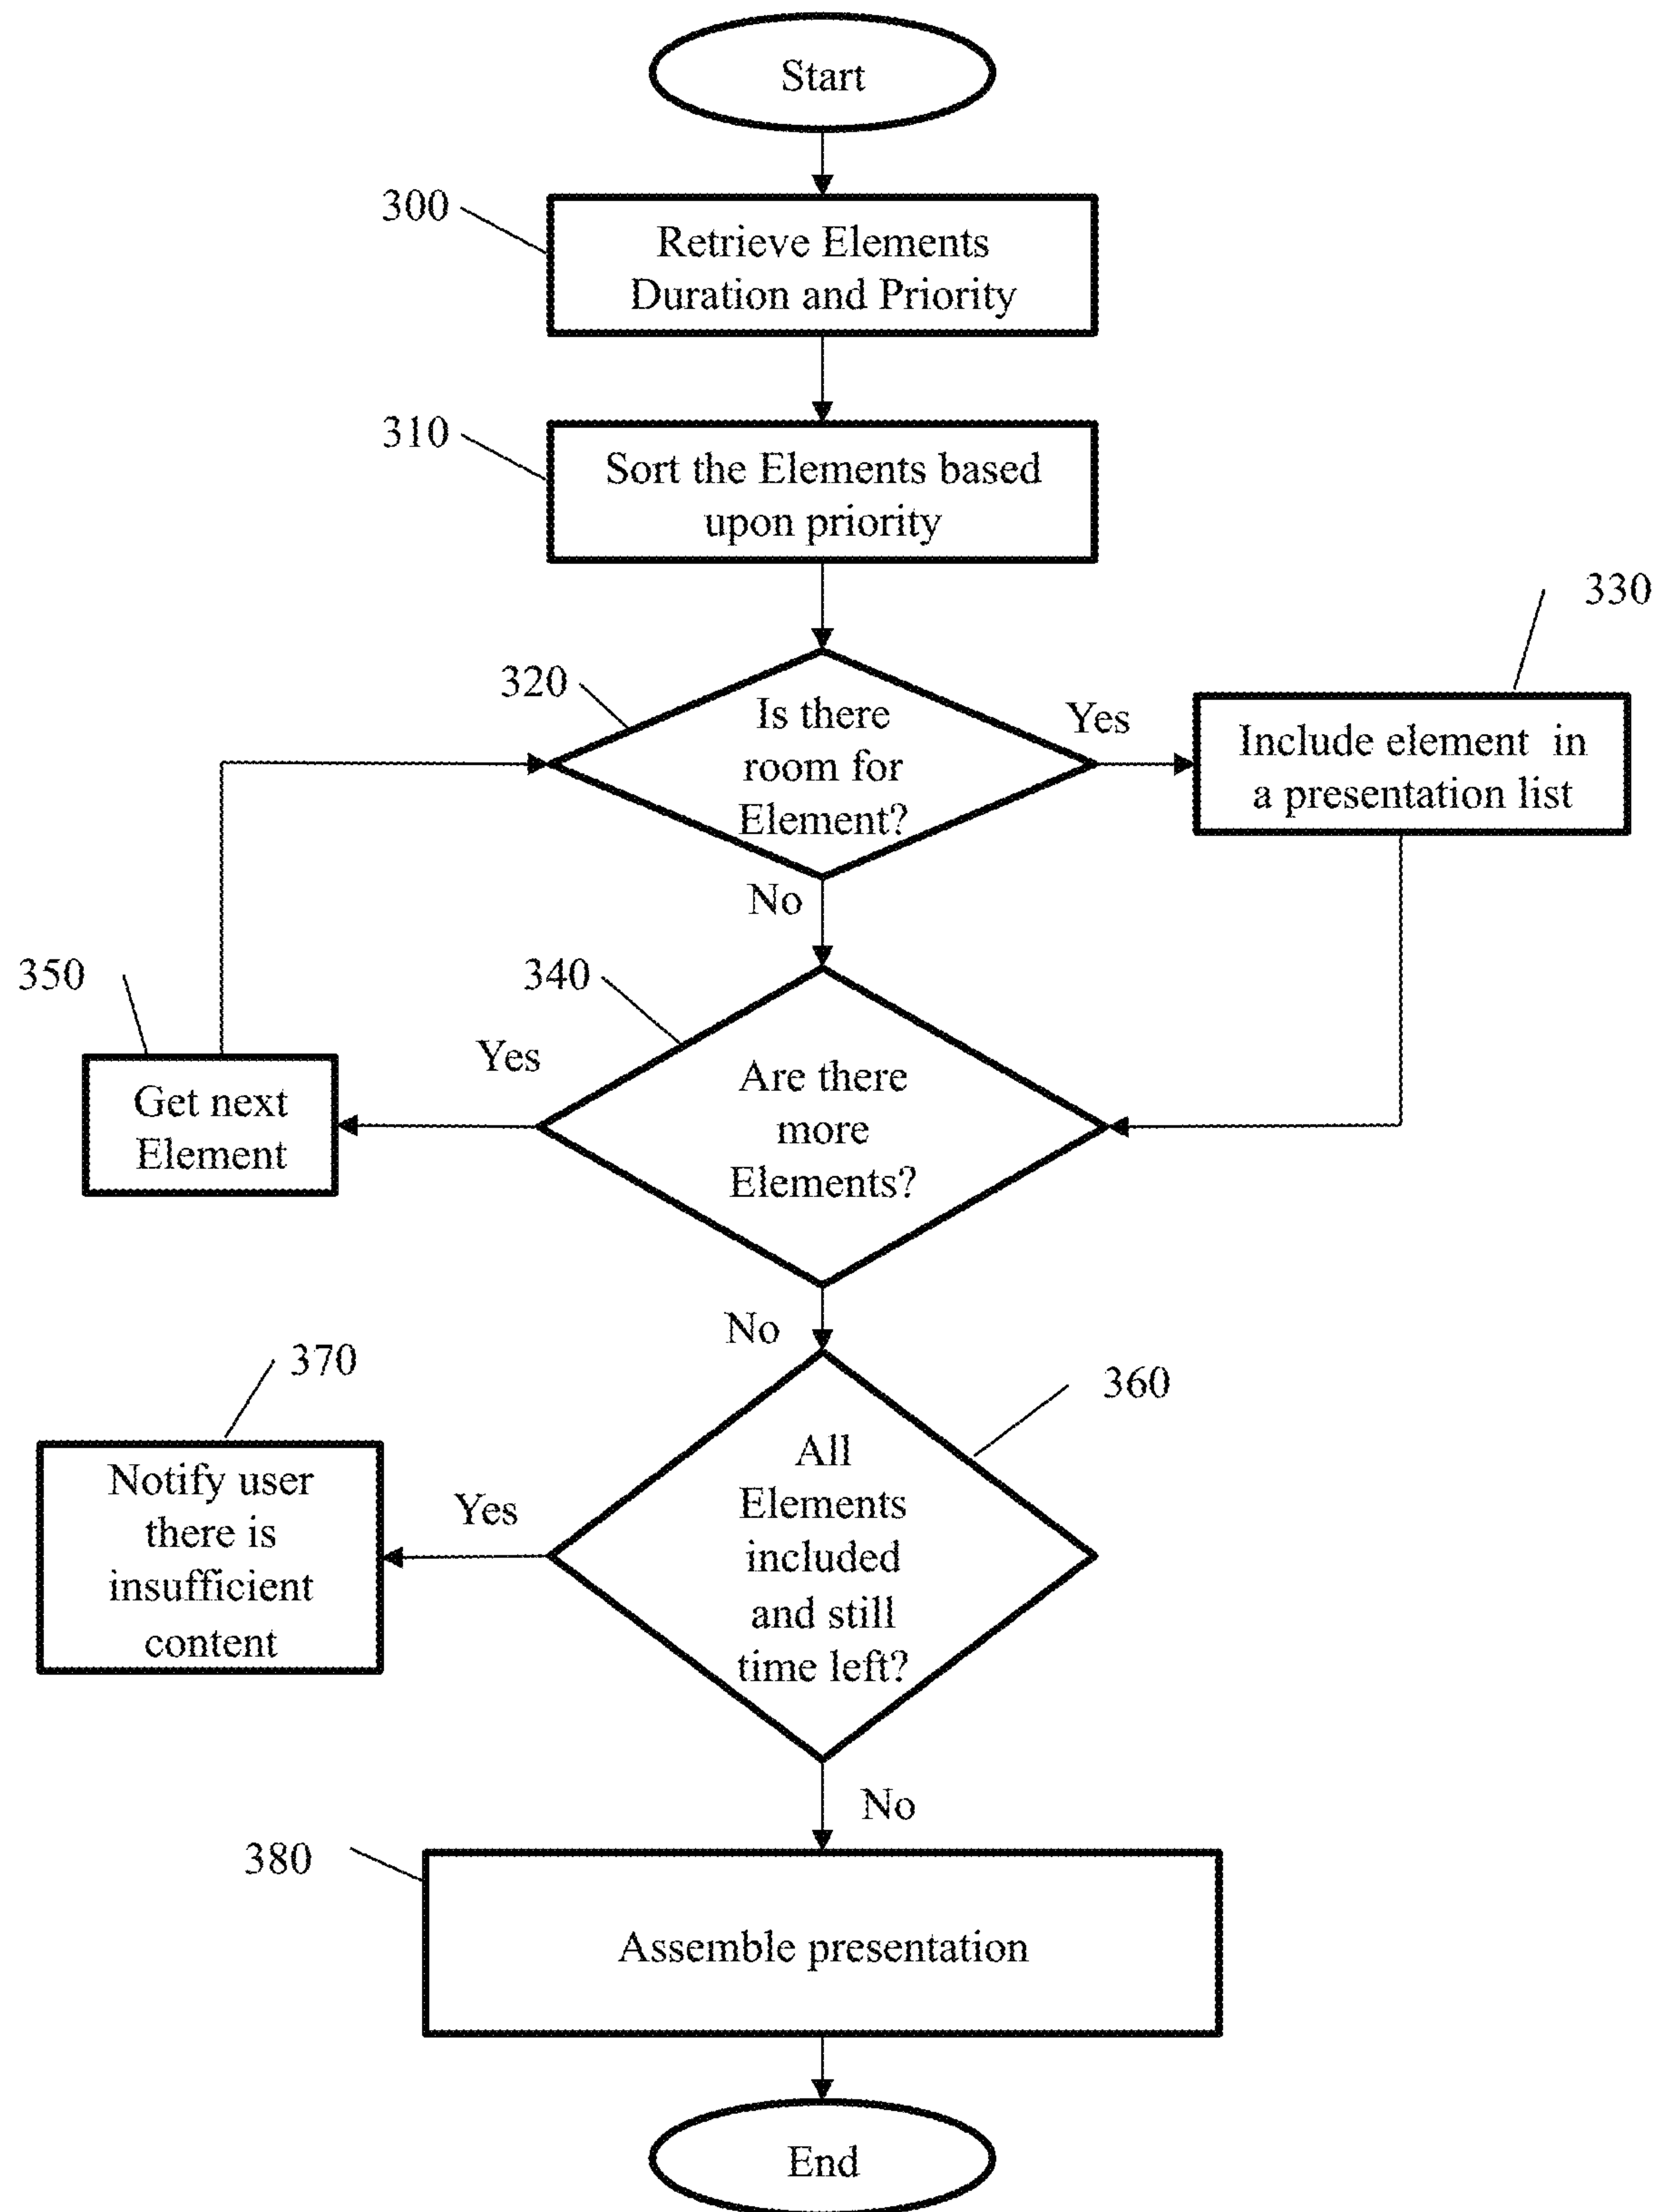 Start
300
Retrieve Elements
Duration and Priority
310
Sort the Elements based
upon priority
330
320
Is there
room for
Element?
Yes
Include element in
a presentation list
No
350
340
Yes
Are there
more
Elements?
Get next
Element
No
370
360
All
Elements
included
and still
time left?
Yes
Notify user
there is
insufficient
content
No
380
Assemble presentation
End